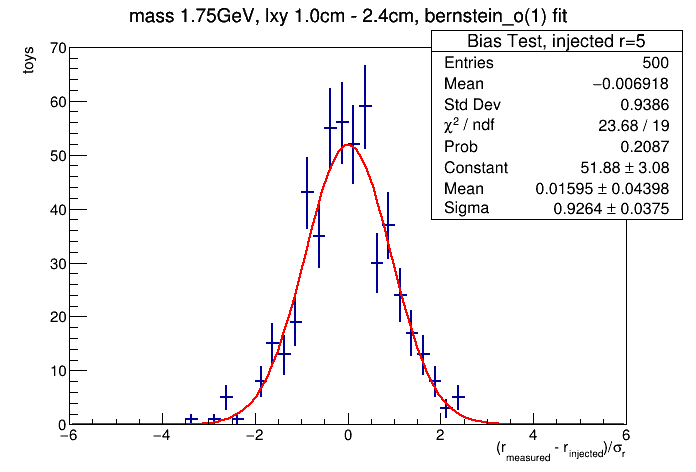 mass 1.75GeV, lxy 1.0cm - 2.4cm, bernstein_o(1) fit
Bias Test, injected r=5
Entries 500
Mean −0.006918
Std Dev 0.9386
χ² / ndf 23.68 / 19
Prob 0.2087
Constant 51.88 ± 3.08
Mean 0.01595 ± 0.04398
Sigma 0.9264 ± 0.0375
toys
70
60
50
40
30
20
10
0
−6 −4 −2 0 2 4 6
(r_measured - r_injected)/σ_r